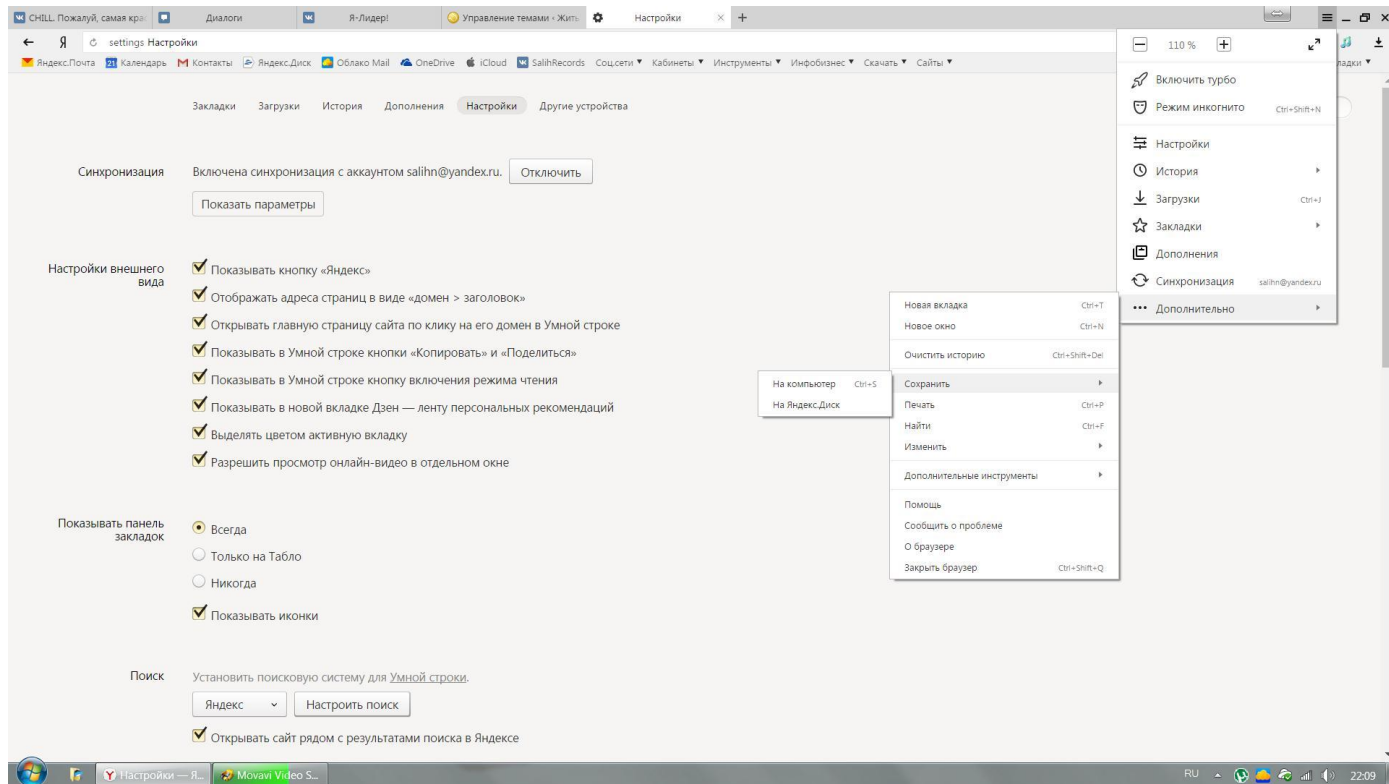 CHILL. Пожалуй, самая крас
Диалоги
Я-Лидер!
Управление темами ‹ Жить
Настройки
Я
settings Настройки
Яндекс.Почта
21 Календарь
Контакты
Яндекс.Диск
Облако Mail
OneDrive
iCloud
SalihRecords
Соц.сети
Кабинеты
Инструменты
Инфобизнес
Скачать
Сайты
ладки
Закладки
Загрузки
История
Дополнения
Настройки
Другие устройства
Синхронизация
Включена синхронизация с аккаунтом salihn@yandex.ru.
Отключить
Показать параметры
Настройки внешнего
вида
Показывать кнопку «Яндекс»
Отображать адреса страниц в виде «домен > заголовок»
Открывать главную страницу сайта по клику на его домен в Умной строке
Показывать в Умной строке кнопки «Копировать» и «Поделиться»
Показывать в Умной строке кнопку включения режима чтения
Показывать в новой вкладке Дзен — ленту персональных рекомендаций
Выделять цветом активную вкладку
Разрешить просмотр онлайн-видео в отдельном окне
Показывать панель
закладок
Всегда
Только на Табло
Никогда
Показывать иконки
Поиск
Установить поисковую систему для Умной строки.
Яндекс
Настроить поиск
Открывать сайт рядом с результатами поиска в Яндексе
110 %
Включить турбо
Режим инкогнито Ctrl+Shift+N
Настройки
История
Загрузки Ctrl+J
Закладки
Дополнения
Синхронизация salihn@yandex.ru
Дополнительно
Новая вкладка Ctrl+T
Новое окно Ctrl+N
Очистить историю Ctrl+Shift+Del
Сохранить
Печать Ctrl+P
Найти Ctrl+F
Изменить
Дополнительные инструменты
Помощь
Сообщить о проблеме
О браузере
Закрыть браузер Ctrl+Shift+Q
На компьютер Ctrl+S
На Яндекс.Диск
Настройки — Я...
Movavi Video S...
RU
22:09